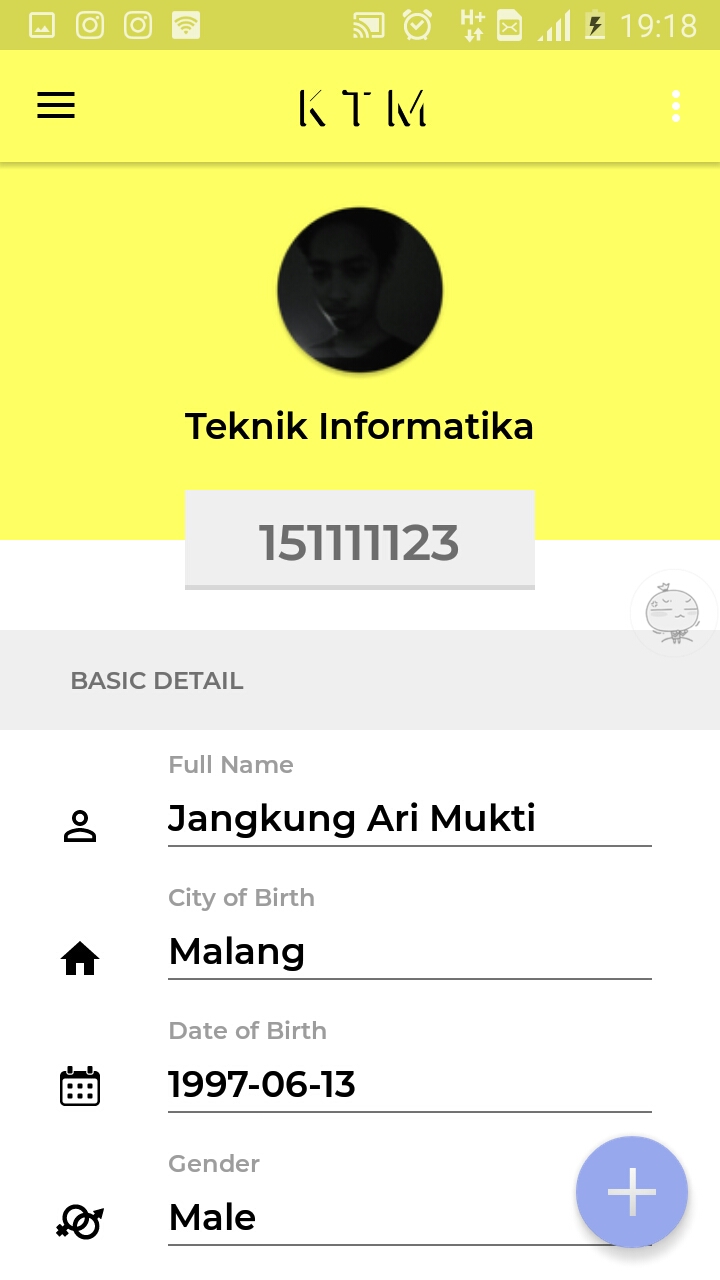 H+ 19:18
KTM
Teknik Informatika
151111123
BASIC DETAIL
Full Name
Jangkung Ari Mukti
City of Birth
Malang
Date of Birth
1997-06-13
Gender
Male